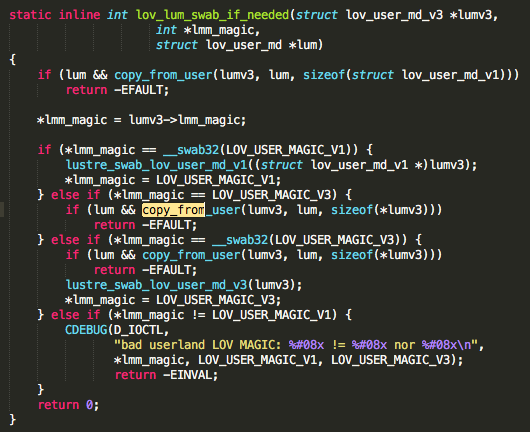 static inline int lov_lum_swab_if_needed(struct lov_user_md_v3 *lumv3,
                     int *lmm_magic,
                     struct lov_user_md *lum)
{
    if (lum && copy_from_user(lumv3, lum, sizeof(struct lov_user_md_v1)))
        return -EFAULT;

    *lmm_magic = lumv3->lmm_magic;

    if (*lmm_magic == __swab32(LOV_USER_MAGIC_V1)) {
        lustre_swab_lov_user_md_v1((struct lov_user_md_v1 *)lumv3);
        *lmm_magic = LOV_USER_MAGIC_V1;
    } else if (*lmm_magic == LOV_USER_MAGIC_V3) {
        if (lum && copy_from_user(lumv3, lum, sizeof(*lumv3)))
            return -EFAULT;
    } else if (*lmm_magic == __swab32(LOV_USER_MAGIC_V3)) {
        if (lum && copy_from_user(lumv3, lum, sizeof(*lumv3)))
            return -EFAULT;
        lustre_swab_lov_user_md_v3(lumv3);
        *lmm_magic = LOV_USER_MAGIC_V3;
    } else if (*lmm_magic != LOV_USER_MAGIC_V1) {
        CDEBUG(D_IOCTL,
               "bad userland LOV MAGIC: %#08x != %#08x nor %#08x\n",
               *lmm_magic, LOV_USER_MAGIC_V1, LOV_USER_MAGIC_V3);
               return -EINVAL;
    }
    return 0;
}